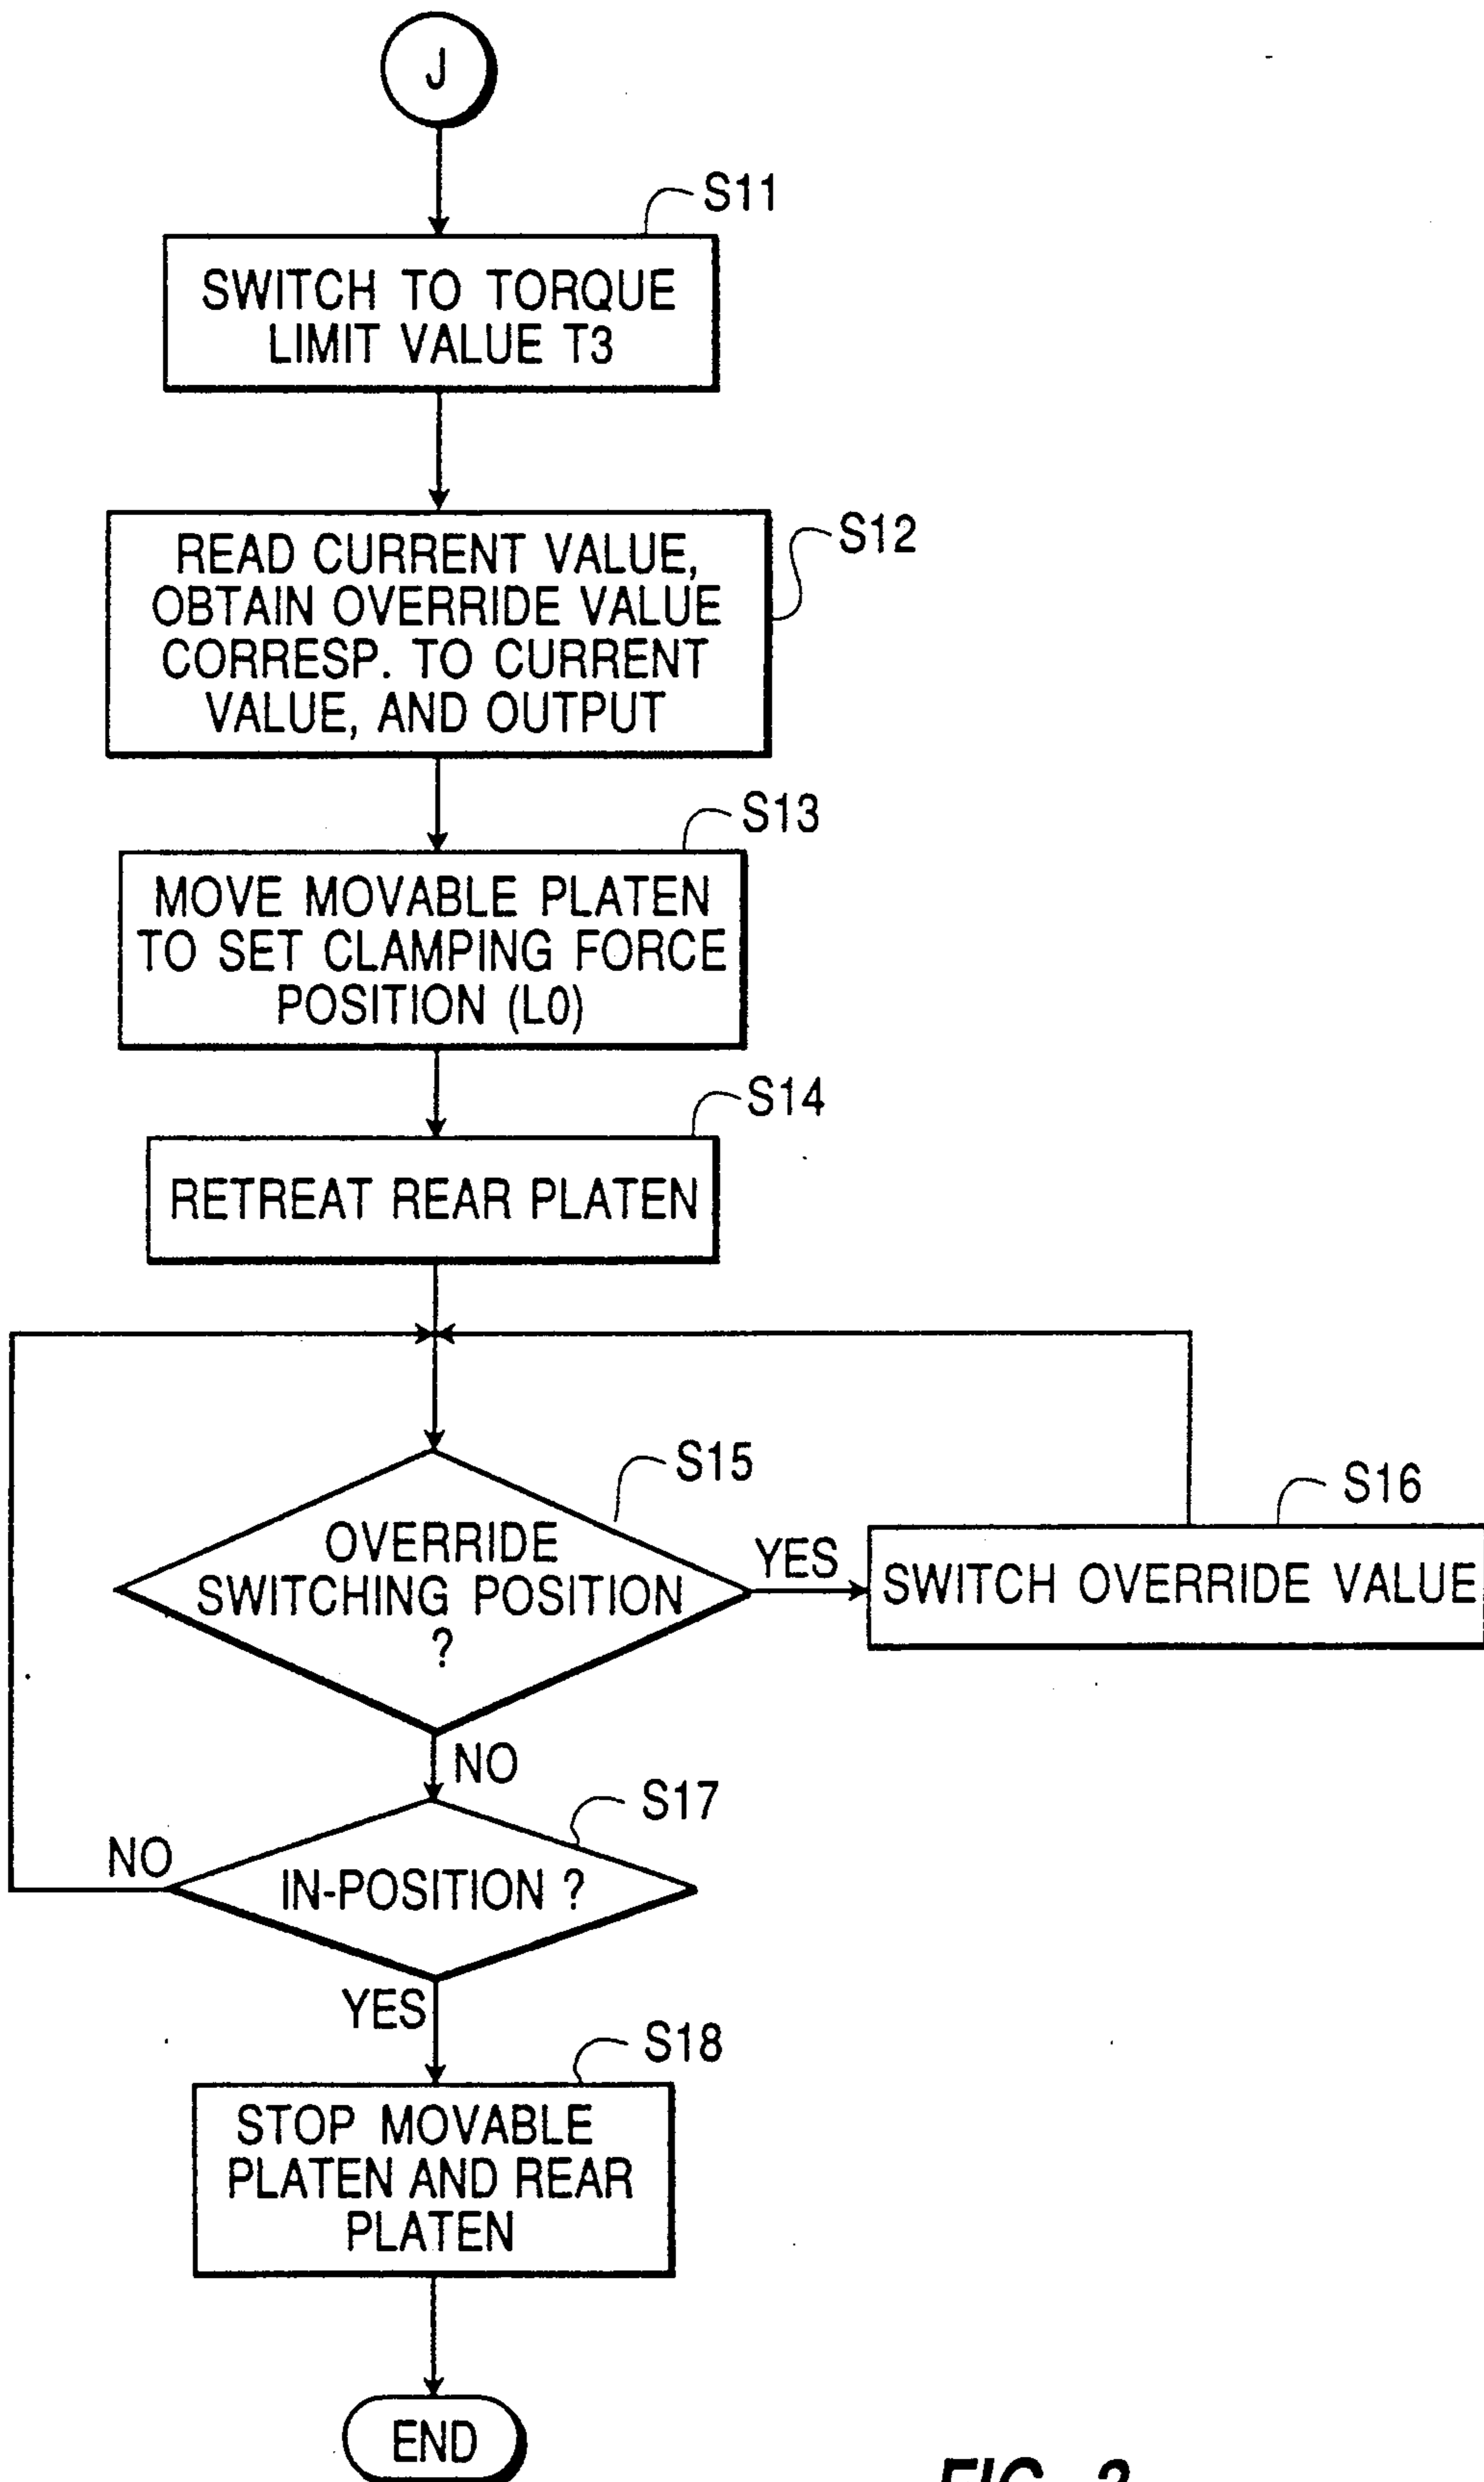 J
S11
SWITCH TO TORQUE
LIMIT VALUE T3
S12
READ CURRENT VALUE,
OBTAIN OVERRIDE VALUE
CORRESP. TO CURRENT
VALUE, AND OUTPUT
S13
MOVE MOVABLE PLATEN
TO SET CLAMPING FORCE
POSITION (L0)
S14
RETREAT REAR PLATEN
S15
OVERRIDE
SWITCHING POSITION
?
YES
S16
SWITCH OVERRIDE VALUE
NO
S17
IN-POSITION ?
NO
YES
S18
STOP MOVABLE
PLATEN AND REAR
PLATEN
END